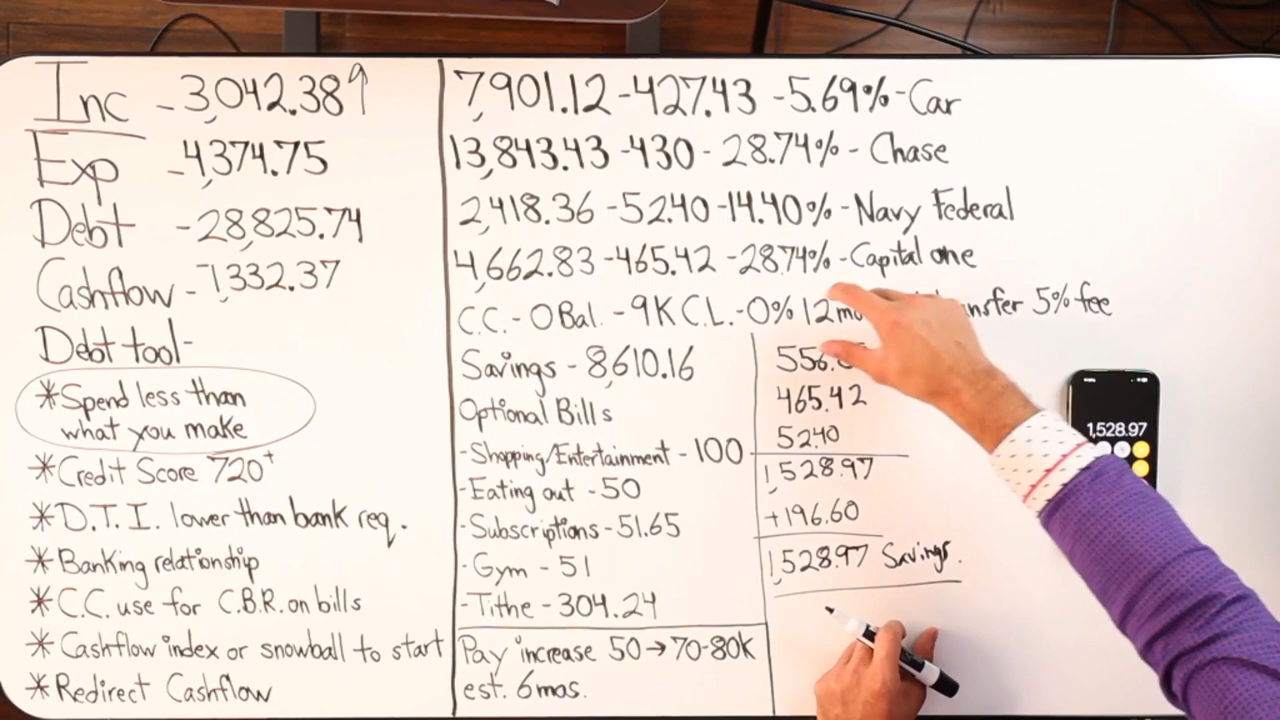 Inc - 3,042.38↑
Exp - 4,374.75
Debt - 28,825.74
Cashflow - -1,332.37
Debt tool -
*Spend less than
what you make
*Credit Score 720+
*D.T.I. lower than bank req.
*Banking relationship
*C.C. use for C.B.R. on bills
*Cashflow index or snowball to start
*Redirect Cashflow
7,901.12 - 427.43 - 5.69% - Car
13,843.43 - 430 - 28.74% - Chase
2,418.36 - 52.40 - 14.40% - Navy Federal
4,662.83 - 465.42 - 28.74% - Capital one
C.C. - 0 Bal. - 9K C.L. - 0% 12 5% fee
Savings - 8,610.16
Optional Bills
- Shopping/Entertainment - 100
- Eating out - 50
- Subscriptions - 51.65
- Gym - 51
- Tithe - 304.24
Pay increase 50→70-80K
est. 6mos.
465.42
52.40
1,528.97
+196.60
1,528.97 Savings.
1,528.97